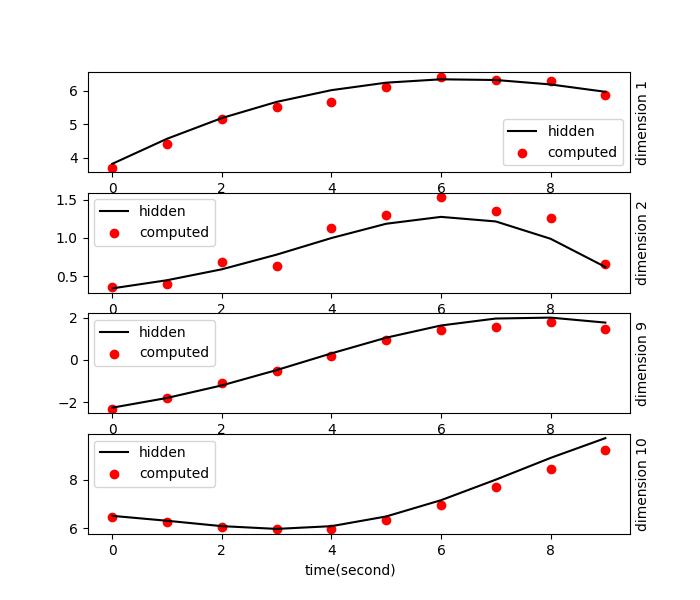 6
5
4
hidden
computed
0 2 4 6 8
dimension 1
1.5
1.0
0.5
hidden
computed
0 2 4 6 8
dimension 2
2
0
−2
hidden
computed
0 2 4 6 8
dimension 9
8
6
hidden
computed
0 2 4 6 8
dimension 10
time(second)